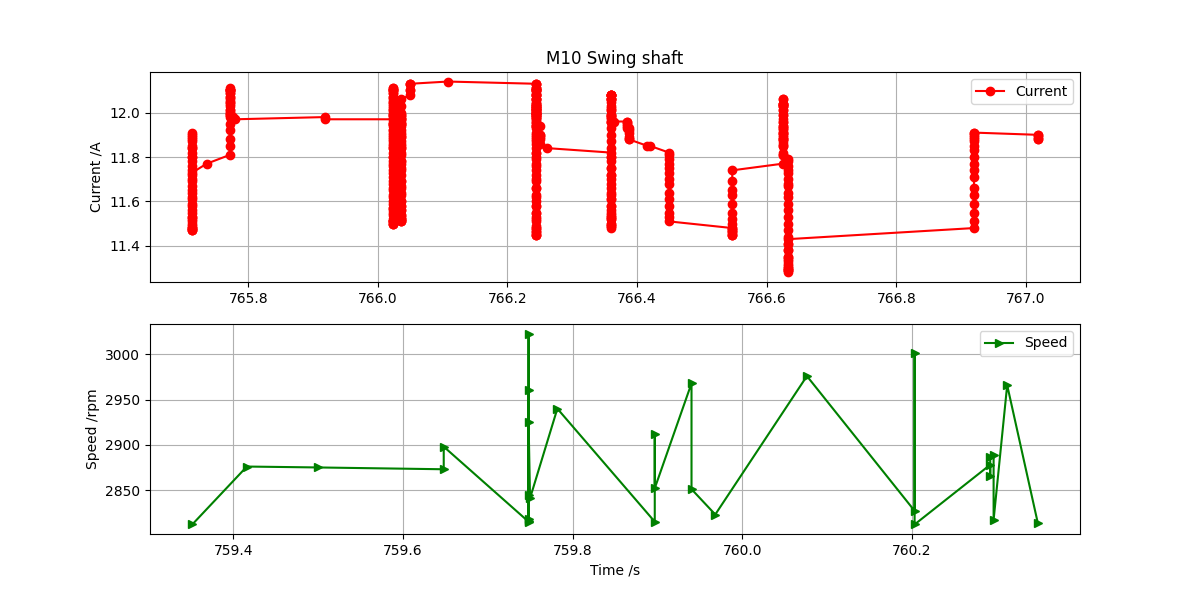 M10 Swing shaft
Current /A
12.0
11.8
11.6
11.4
Current
765.8 766.0 766.2 766.4 766.6 766.8 767.0
Speed /rpm
3000
2950
2900
2850
Speed
759.4 759.6 759.8 760.0 760.2
Time /s